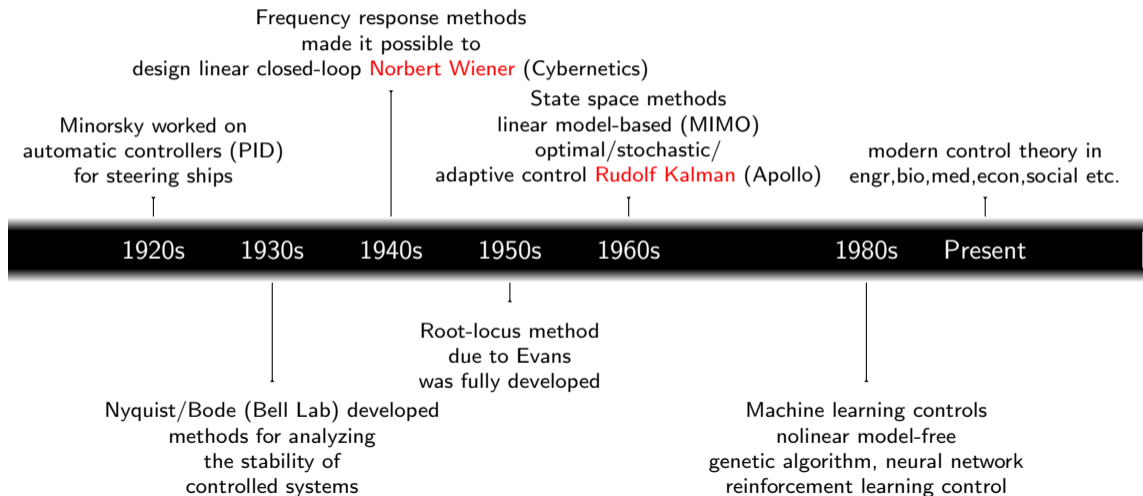 Frequency response methods
made it possible to
design linear closed-loop Norbert Wiener (Cybernetics)
State space methods
linear model-based (MIMO)
optimal/stochastic/
adaptive control Rudolf Kalman (Apollo)
Minorsky worked on
automatic controllers (PID)
for steering ships
modern control theory in
engr,bio,med,econ,social etc.
1920s 1930s 1940s 1950s 1960s 1980s Present
Root-locus method
due to Evans
was fully developed
Nyquist/Bode (Bell Lab) developed
methods for analyzing
the stability of
controlled systems
Machine learning controls
nolinear model-free
genetic algorithm, neural network
reinforcement learning control